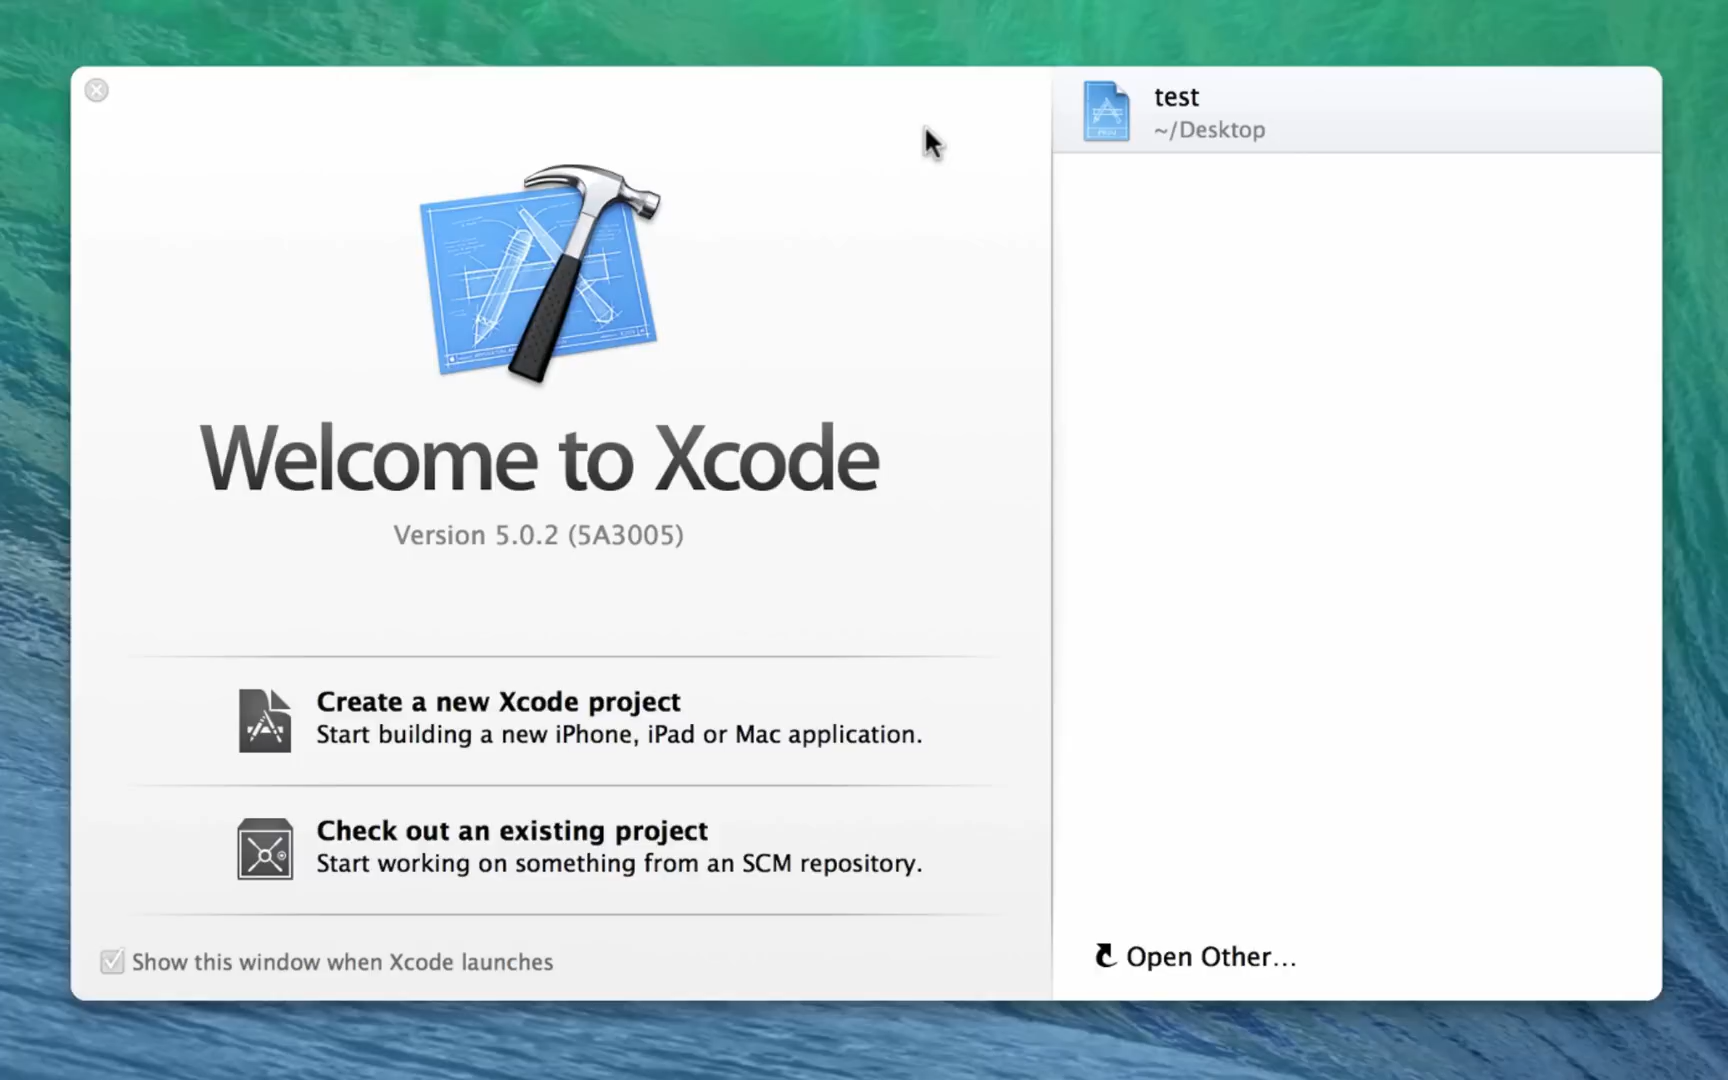 test
~/Desktop
Welcome to Xcode
Version 5.0.2 (5A3005)
Create a new Xcode project
Start building a new iPhone, iPad or Mac application.
Check out an existing project
Start working on something from an SCM repository.
Show this window when Xcode launches
Open Other...